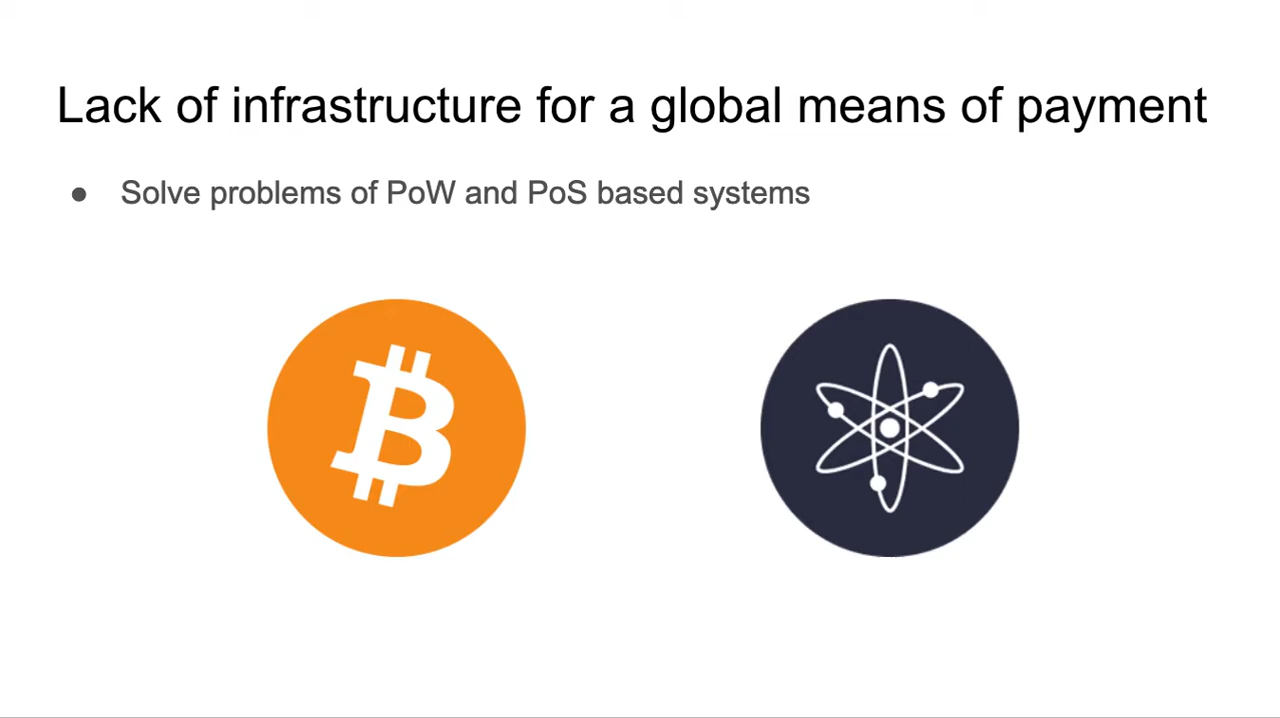 Lack of infrastructure for a global means of payment
● Solve problems of PoW and PoS based systems